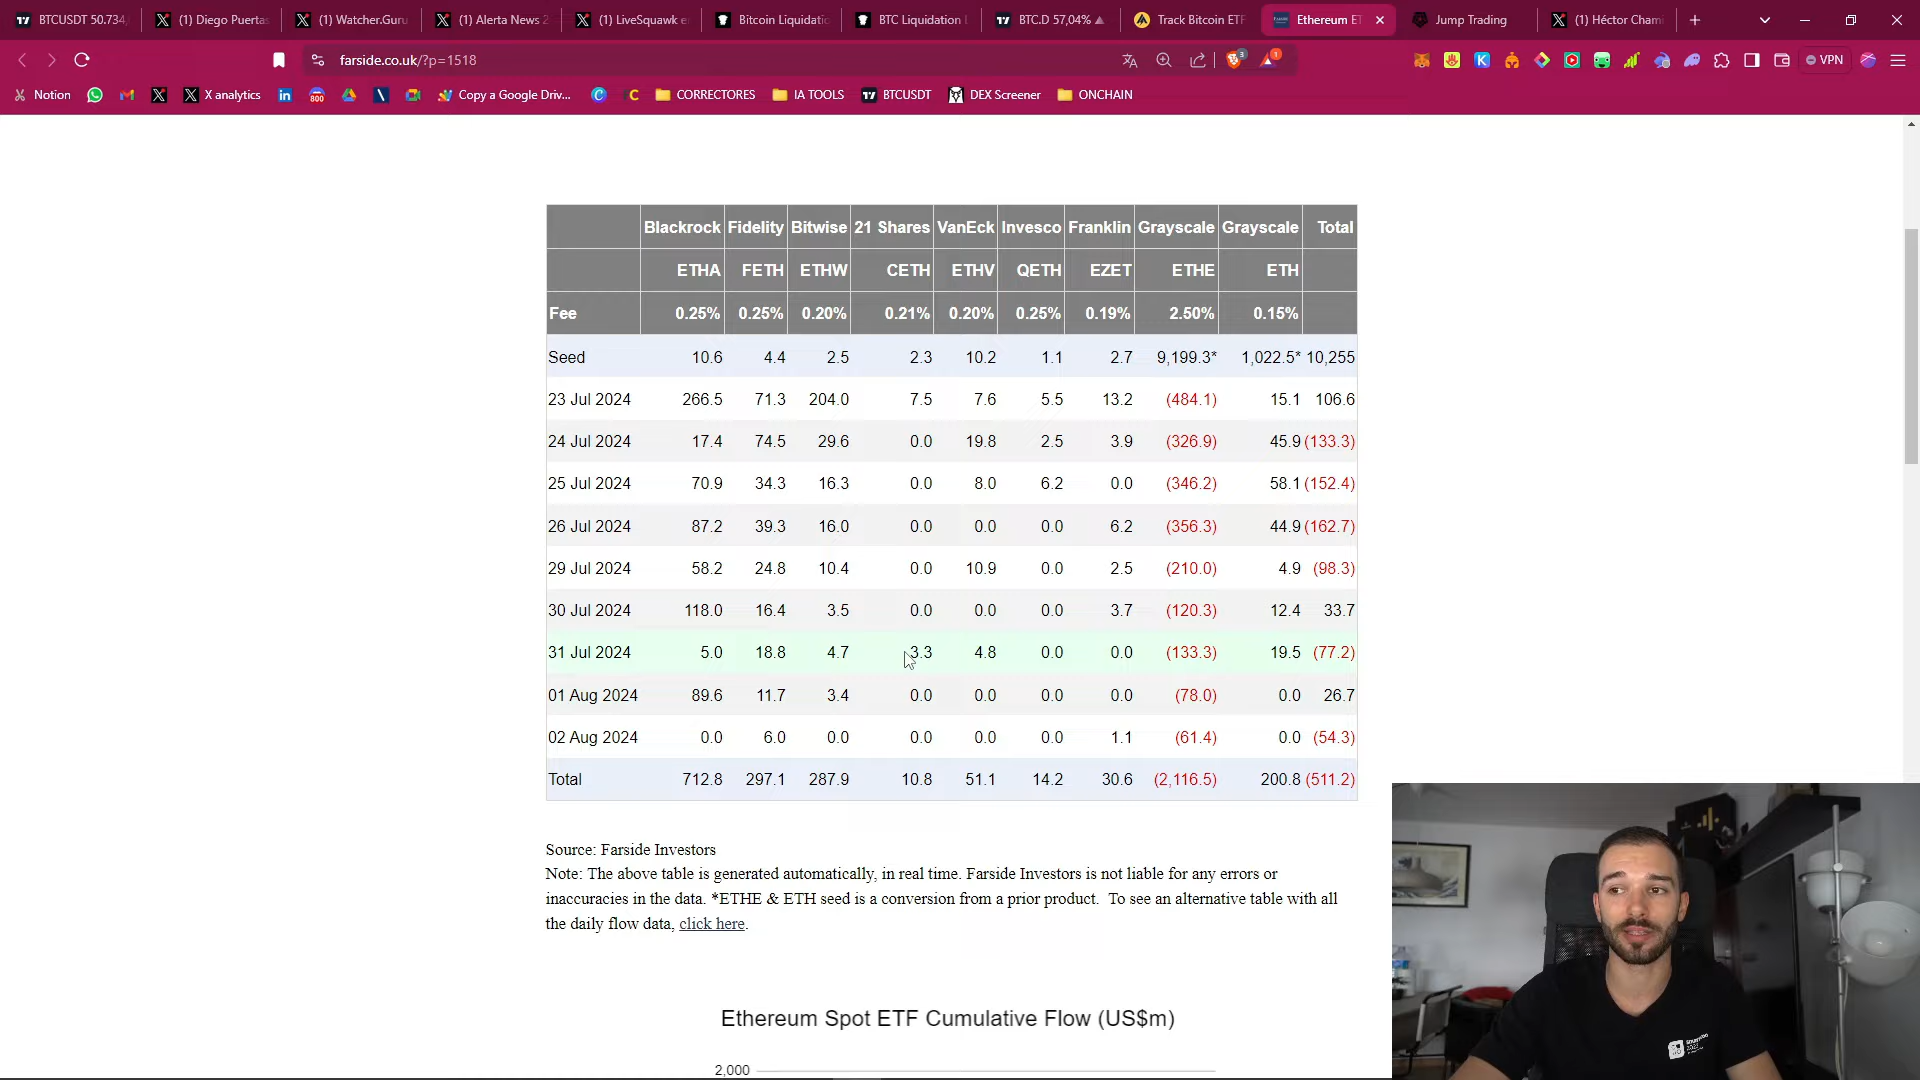 BTCUSDT 50.734,
(1) Diego Puertas
(1) Watcher.Guru
(1) Alerta News 2
(1) LiveSquawk e
Bitcoin Liquidatio
BTC Liquidation
BTC.D 57,04%
Track Bitcoin ETF
Ethereum ET
Jump Trading
(1) Héctor Chami
farside.co.uk/?p=1518
VPN
Notion
X analytics
Copy a Google Driv...
CORRECTORES
IA TOOLS
BTCUSDT
DEX Screener
ONCHAIN
Blackrock Fidelity Bitwise 21 Shares VanEck Invesco Franklin Grayscale Grayscale Total
ETHA FETH ETHW CETH ETHV QETH EZET ETHE ETH
Fee 0.25% 0.25% 0.20% 0.21% 0.20% 0.25% 0.19% 2.50% 0.15%
Seed 10.6 4.4 2.5 2.3 10.2 1.1 2.7 9,199.3* 1,022.5* 10,255
23 Jul 2024 266.5 71.3 204.0 7.5 7.6 5.5 13.2 (484.1) 15.1 106.6
24 Jul 2024 17.4 74.5 29.6 0.0 19.8 2.5 3.9 (326.9) 45.9 (133.3)
25 Jul 2024 70.9 34.3 16.3 0.0 8.0 6.2 0.0 (346.2) 58.1 (152.4)
26 Jul 2024 87.2 39.3 16.0 0.0 0.0 0.0 6.2 (356.3) 44.9 (162.7)
29 Jul 2024 58.2 24.8 10.4 0.0 10.9 0.0 2.5 (210.0) 4.9 (98.3)
30 Jul 2024 118.0 16.4 3.5 0.0 0.0 0.0 3.7 (120.3) 12.4 33.7
31 Jul 2024 5.0 18.8 4.7 3.3 4.8 0.0 0.0 (133.3) 19.5 (77.2)
01 Aug 2024 89.6 11.7 3.4 0.0 0.0 0.0 0.0 (78.0) 0.0 26.7
02 Aug 2024 0.0 6.0 0.0 0.0 0.0 0.0 1.1 (61.4) 0.0 (54.3)
Total 712.8 297.1 287.9 10.8 51.1 14.2 30.6 (2,116.5) 200.8 (511.2)
Source: Farside Investors
Note: The above table is generated automatically, in real time. Farside Investors is not liable for any errors or
inaccuracies in the data. *ETHE & ETH seed is a conversion from a prior product. To see an alternative table with all
the daily flow data, click here.
Ethereum Spot ETF Cumulative Flow (US$m)
2,000